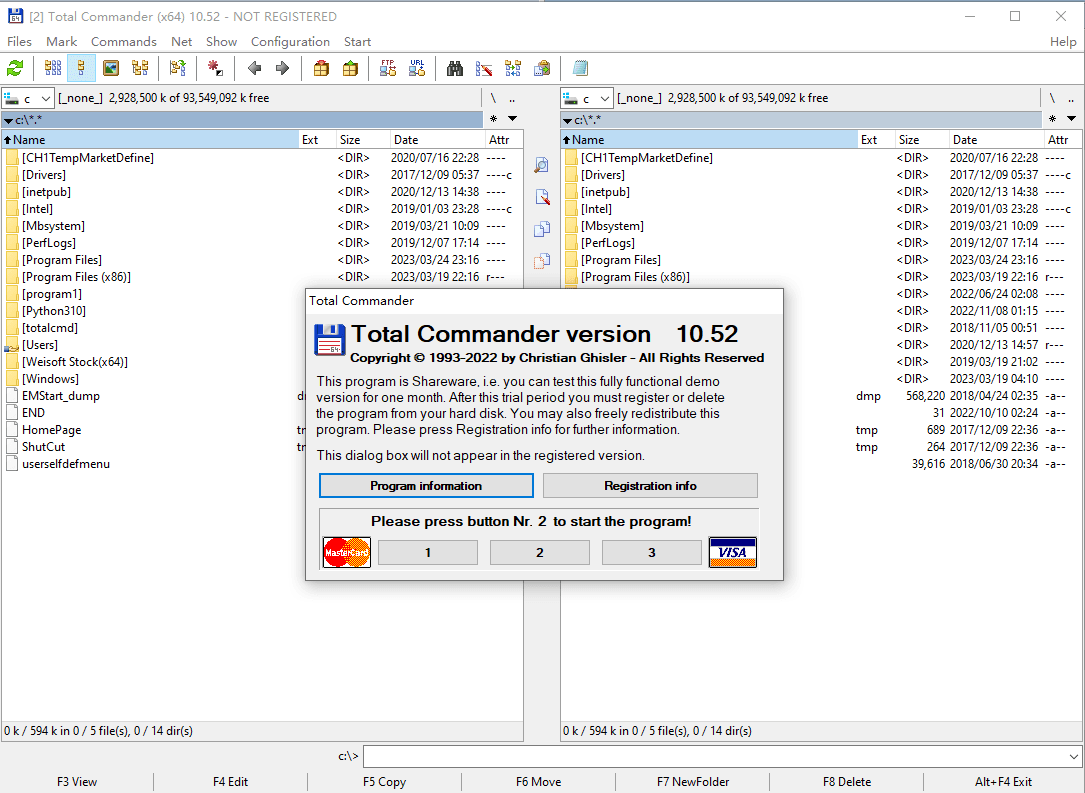 [2] Total Commander (x64) 10.52 - NOT REGISTERED
Files Mark Commands Net Show Configuration Start Help
FTP URL
c [_none_] 2,928,500 k of 93,549,092 k free \ ..
c [_none_] 2,928,500 k of 93,549,092 k free \ ..
c:\*.* *
c:\*.* *
Name Ext Size Date Attr
[CH1TempMarketDefine] <DIR> 2020/07/16 22:28 ----
[Drivers] <DIR> 2017/12/09 05:37 ----c
[inetpub] <DIR> 2020/12/13 14:38 ----
[Intel] <DIR> 2019/01/03 23:28 ----c
[Mbsystem] <DIR> 2019/03/21 10:09 ----
[PerfLogs] <DIR> 2019/12/07 17:14 ----
[Program Files] <DIR> 2023/03/24 23:16 ----
[Program Files (x86)] <DIR> 2023/03/19 22:16 r---
[program1]
[Python310]
[totalcmd]
[Users]
[Weisoft Stock(x64)]
[Windows]
EMStart_dump
END
HomePage
ShutCut
userselfdefmenu
Name Ext Size Date Attr
[CH1TempMarketDefine] <DIR> 2020/07/16 22:28 ----
[Drivers] <DIR> 2017/12/09 05:37 ----c
[inetpub] <DIR> 2020/12/13 14:38 ----
[Intel] <DIR> 2019/01/03 23:28 ----c
[Mbsystem] <DIR> 2019/03/21 10:09 ----
[PerfLogs] <DIR> 2019/12/07 17:14 ----
[Program Files] <DIR> 2023/03/24 23:16 ----
[Program Files (x86)] <DIR> 2023/03/19 22:16 r---
<DIR> 2022/06/24 02:08 ----
<DIR> 2022/11/08 01:15 ----
<DIR> 2018/11/05 00:51 ----
<DIR> 2020/12/13 14:57 r---
<DIR> 2019/03/19 21:02 ----
<DIR> 2023/03/19 04:10 ----
dmp 568,220 2018/04/24 02:35 -a--
31 2022/10/10 02:24 -a--
tmp 689 2017/12/09 22:36 -a--
tmp 264 2017/12/09 22:36 -a--
39,616 2018/06/30 20:34 -a--
Total Commander
Total Commander version 10.52
Copyright © 1993-2022 by Christian Ghisler - All Rights Reserved
This program is Shareware, i.e. you can test this fully functional demo
version for one month. After this trial period you must register or delete
the program from your hard disk. You may also freely redistribute this
program. Please press Registration info for further information.
This dialog box will not appear in the registered version.
Program information Registration info
Please press button Nr. 2 to start the program!
MasterCard 1 2 3 VISA
0 k / 594 k in 0 / 5 file(s), 0 / 14 dir(s)
0 k / 594 k in 0 / 5 file(s), 0 / 14 dir(s)
c:\>
F3 View F4 Edit F5 Copy F6 Move F7 NewFolder F8 Delete Alt+F4 Exit